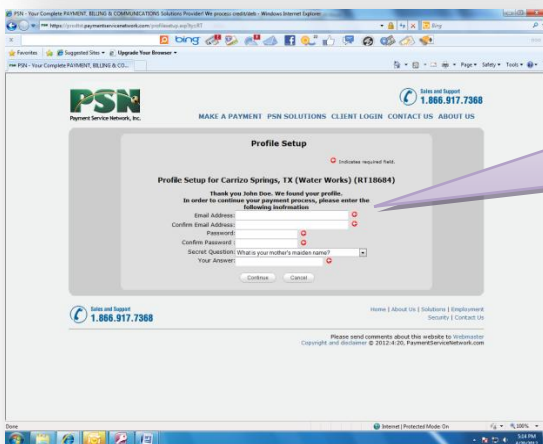 PSN - Your Complete PAYMENT, BILLING & COMMUNICATIONS Solutions Provider! We process credit/debi - Windows Internet Explorer
Bing
bing
Favorites Suggested Sites Upgrade Your Browser
PSN - Your Complete PAYMENT, BILLING & CO...
Page Safety Tools
PSN
Payment Service Network, Inc.
Sales and Support
1.866.917.7368
MAKE A PAYMENT PSN SOLUTIONS CLIENT LOGIN CONTACT US ABOUT US
Profile Setup
Indicates required field.
Profile Setup for Carrizo Springs, TX (Water Works) (RT18684)
Thank you John Doe. We found your profile.
In order to continue your payment process, please enter the
following inofrmation
Email Address:
Confirm Email Address:
Password:
Confirm Password :
Secret Question: What is your mother's maiden name?
Your Answer:
Continue Cancel
Sales and Support
1.866.917.7368
Home | About Us | Solutions | Employment
Security | Contact Us
Please send comments about this website to Webmaster
Copyright and disclaimer © 2012:4:20, PaymentServiceNetwork.com
Done
Internet | Protected Mode: On
100%
5:14 PM